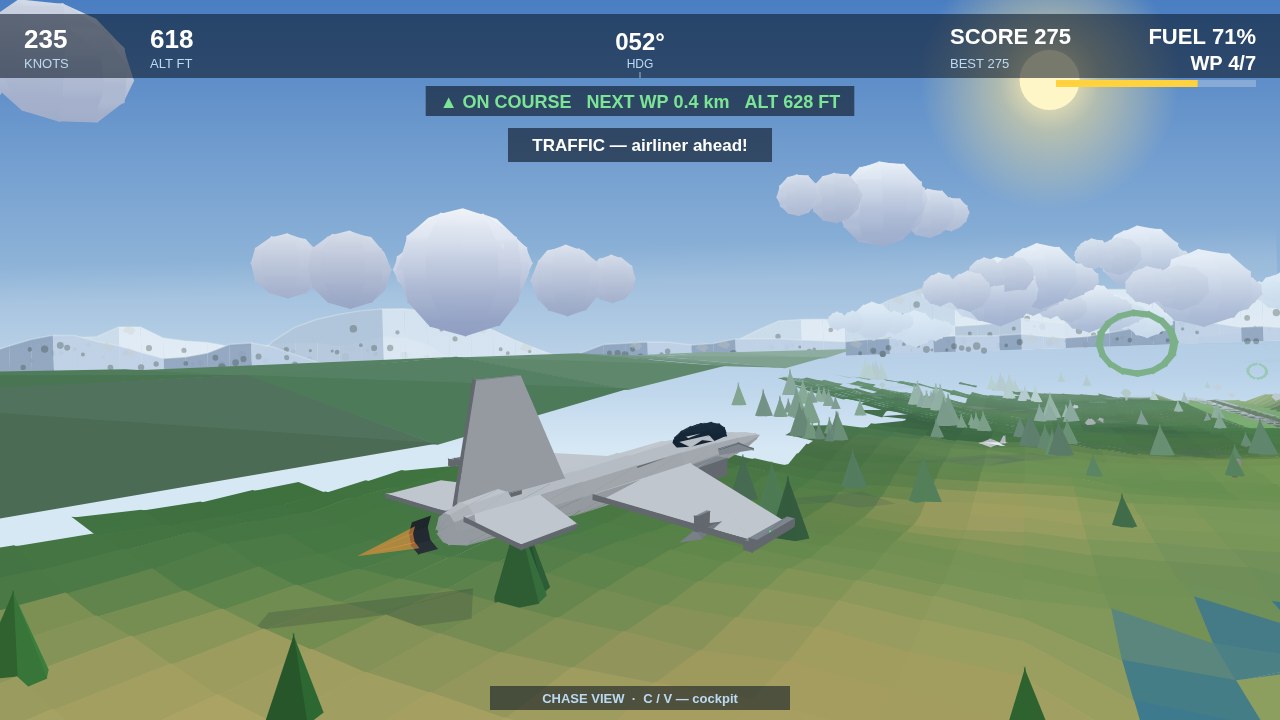 235
KNOTS
618
ALT FT
052°
HDG
SCORE 275
BEST 275
FUEL 71%
WP 4/7
▲ ON COURSE NEXT WP 0.4 km ALT 628 FT
TRAFFIC — airliner ahead!
CHASE VIEW · C / V — cockpit